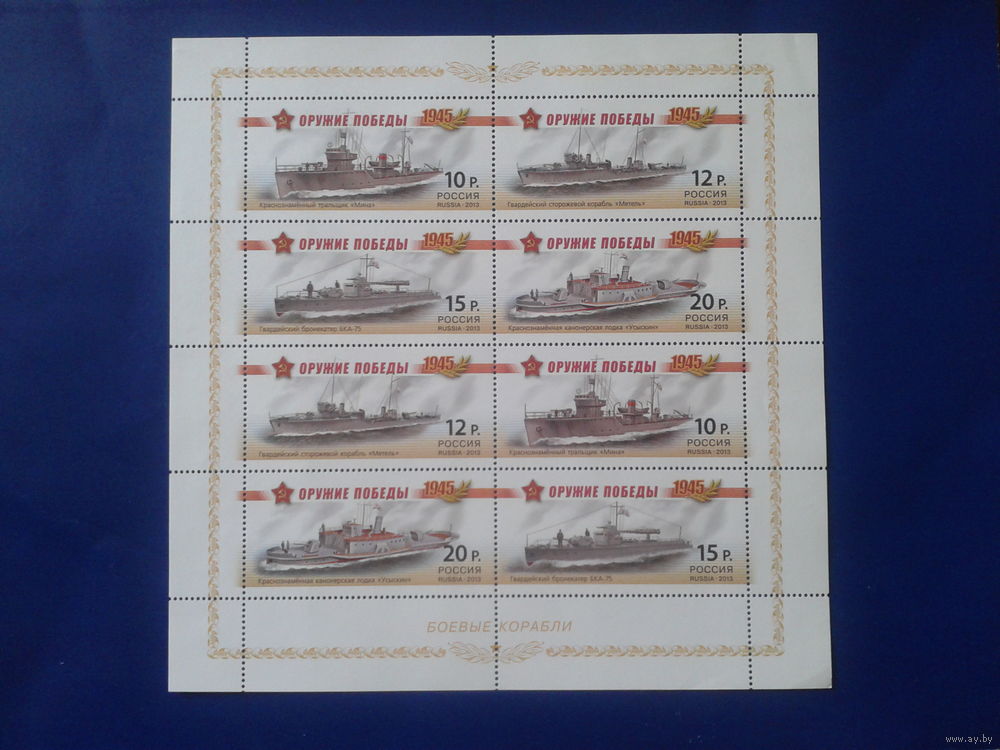 ОРУЖИЕ ПОБЕДЫ 1945
10 Р.
РОССИЯ
RUSSIA·2013
Краснознамённый тральщик «Мина»
ОРУЖИЕ ПОБЕДЫ 1945
12 Р.
РОССИЯ
RUSSIA·2013
Гвардейский сторожевой корабль «Метель»
ОРУЖИЕ ПОБЕДЫ 1945
15 Р.
РОССИЯ
RUSSIA·2013
Гвардейский бронекатер БКА-75
ОРУЖИЕ ПОБЕДЫ 1945
20 Р.
РОССИЯ
RUSSIA·2013
Краснознамённая канонерская лодка «Усыскин»
ОРУЖИЕ ПОБЕДЫ 1945
12 Р.
РОССИЯ
RUSSIA·2013
Гвардейский сторожевой корабль «Метель»
ОРУЖИЕ ПОБЕДЫ 1945
10 Р.
РОССИЯ
RUSSIA·2013
Краснознамённый тральщик «Мина»
ОРУЖИЕ ПОБЕДЫ 1945
20 Р.
РОССИЯ
RUSSIA·2013
Краснознамённая канонерская лодка «Усыскин»
ОРУЖИЕ ПОБЕДЫ 1945
15 Р.
РОССИЯ
RUSSIA·2013
Гвардейский бронекатер БКА-75
БОЕВЫЕ КОРАБЛИ
www.ay.by